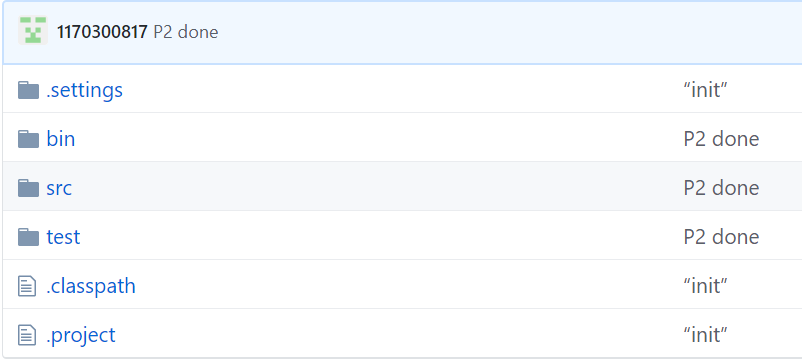 1170300817 P2 done
.settings “init”
bin P2 done
src P2 done
test P2 done
.classpath “init”
.project “init”